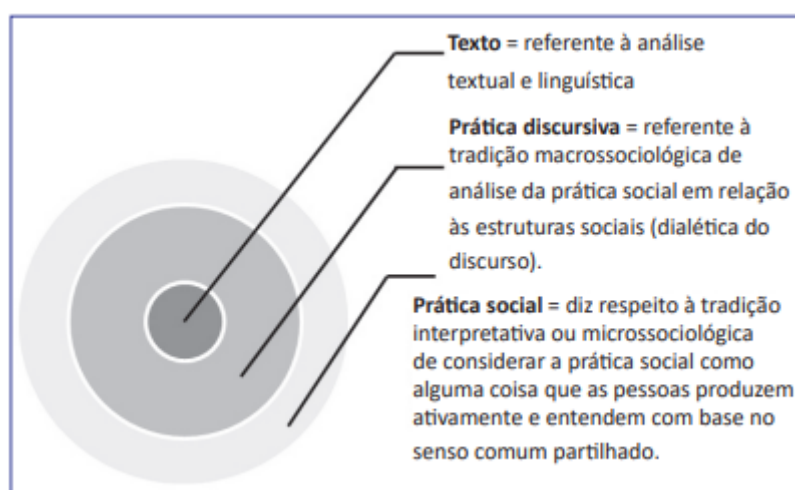 Texto = referente à análise
textual e linguística
Prática discursiva = referente à
tradição macrossociológica de
análise da prática social em relação
às estruturas sociais (dialética do
discurso).
Prática social = diz respeito à tradição
interpretativa ou microssociológica
de considerar a prática social como
alguma coisa que as pessoas produzem
ativamente e entendem com base no
senso comum partilhado.